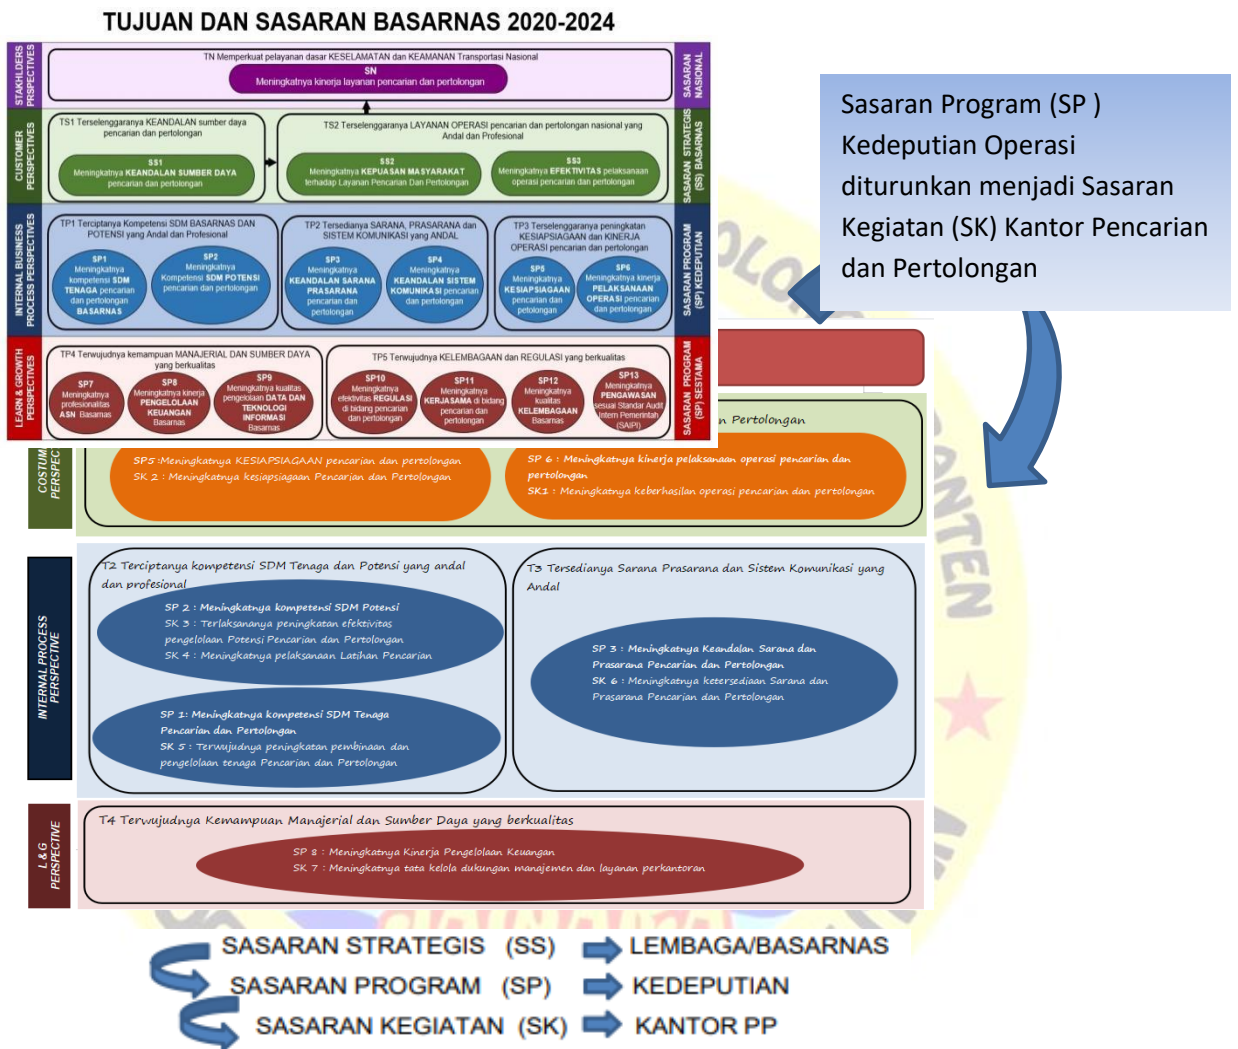 TUJUAN DAN SASARAN BASARNAS 2020-2024
STAKHLDERS
PRSPECTIVES
TN Memperkuat pelayanan dasar KESELAMATAN dan KEAMANAN Transportasi Nasional
SN
Meningkatnya kinerja layanan pencarian dan pertolongan
SASARAN
NASIONAL
CUSTOMER
PERSPECTIVES
TS1 Terselenggaranya KEANDALAN sumber daya
pencarian dan pertolongan
SS1
Meningkatnya KEANDALAN SUMBER DAYA
pencarian dan pertolongan
TS2 Terselenggaranya LAYANAN OPERASI pencarian dan pertolongan nasional yang
Andal dan Profesional
SS2
Meningkatnya KEPUASAN MASYARAKAT
terhadap Layanan Pencarian Dan Pertolongan
SS3
Meningkatnya EFEKTIVITAS pelaksanaan
operasi pencarian dan pertolongan
SASARAN STRATEGIS
(SS) BASARNAS
INTERNAL BUSINESS
PROCESS PERSPECTIVES
TP1 Terciptanya Kompetensi SDM BASARNAS DAN
POTENSI yang Andal dan Profesional
SP1
Meningkatnya
kompetensi SDM
TENAGA pencarian
dan pertolongan
BASARNAS
SP2
Meningkatnya
Kompetensi SDM POTENSI
pencarian dan pertolongan
TP2 Tersedianya SARANA, PRASARANA dan
SISTEM KOMUNIKASI yang ANDAL
SP3
Meningkatnya
KEANDALAN SARANA
PRASARANA
pencarian dan
pertolongan
SP4
Meningkatnya
KEANDALAN SISTEM
KOMUNIKASI pencarian
dan pertolongan
TP3 Terselenggaranya peningkatan
KESIAPSIAGAAN dan KINERJA
OPERASI pencarian dan pertolongan
SP5
Meningkatnya
KESIAPSIAGAAN
pencarian dan
petolongan
SP6
Meningkatnya kinerja
PELAKSANAAN
OPERASI pencarian
dan pertolongan
SASARAN PROGRAM
(SP) KEDEPUTIAN
LEARN & GROWTH
PERSPECTIVES
TP4 Terwujudnya kemampuan MANAJERIAL DAN SUMBER DAYA
yang berkualitas
SP7
Meningkatnya
profesionalitas
ASN Basarnas
SP8
Meningkatnya kinerja
PENGELOLAAN
KEUANGAN
Basarnas
SP9
Meningkatnya kualitas
pengelolaan DATA DAN
TEKNOLOGI
INFORMASI
Basarnas
TP5 Terwujudnya KELEMBAGAAN dan REGULASI yang berkualitas
SP10
Meningkatnya
efektivitas REGULASI
di bidang pencarian
dan pertolongan
SP11
Meningkatnya
KERJASAMA di bidang
pencarian dan
pertolongan
SP12
Meningkatnya
kualitas
KELEMBAGAAN
Basarnas
SP13
Meningkatnya
PENGAWASAN
sesuai Standar Audit
Intern Pemerintah
(SAIPI)
SASARAN PROGRAM
(SP) SESTAMA
Sasaran Program (SP )
Kedeputian Operasi
diturunkan menjadi Sasaran
Kegiatan (SK) Kantor Pencarian
dan Pertolongan
n Pertolongan
COSTUM
PERSPEC
SP5 :Meningkatnya KESIAPSIAGAAN pencarian dan pertolongan
SK 2 : Meningkatnya kesiapsiagaan Pencarian dan Pertolongan
SP 6 : Meningkatnya kinerja pelaksanaan operasi pencarian dan
pertolongan
SK1 : Meningkatnya keberhasilan operasi pencarian dan pertolongan
INTERNAL PROCESS
PERSPECTIVE
T2 Terciptanya kompetensi SDM Tenaga dan Potensi yang andal
dan profesional
SP 2 : Meningkatnya kompetensi SDM Potensi
SK 3 : Terlaksananya peningkatan efektivitas
pengelolaan Potensi Pencarian dan Pertolongan
SK 4 : Meningkatnya pelaksanaan Latihan Pencarian
SP 1: Meningkatnya kompetensi SDM Tenaga
Pencarian dan Pertolongan
SK 5 : Terwujudnya peningkatan pembinaan dan
pengelolaan tenaga Pencarian dan Pertolongan
T3 Tersedianya Sarana Prasarana dan Sistem Komunikasi yang
Andal
SP 3 : Meningkatnya Keandalan Sarana dan
Prasarana Pencarian dan Pertolongan
SK 6 : Meningkatnya ketersediaan Sarana dan
Prasarana Pencarian dan Pertolongan
L & G
PERSPECTIVE
T4 Terwujudnya Kemampuan Manajerial dan Sumber Daya yang berkualitas
SP 8 : Meningkatnya Kinerja Pengelolaan Keuangan
SK 7 : Meningkatnya tata kelola dukungan manajemen dan layanan perkantoran
SASARAN STRATEGIS (SS) LEMBAGA/BASARNAS
SASARAN PROGRAM (SP) KEDEPUTIAN
SASARAN KEGIATAN (SK) KANTOR PP